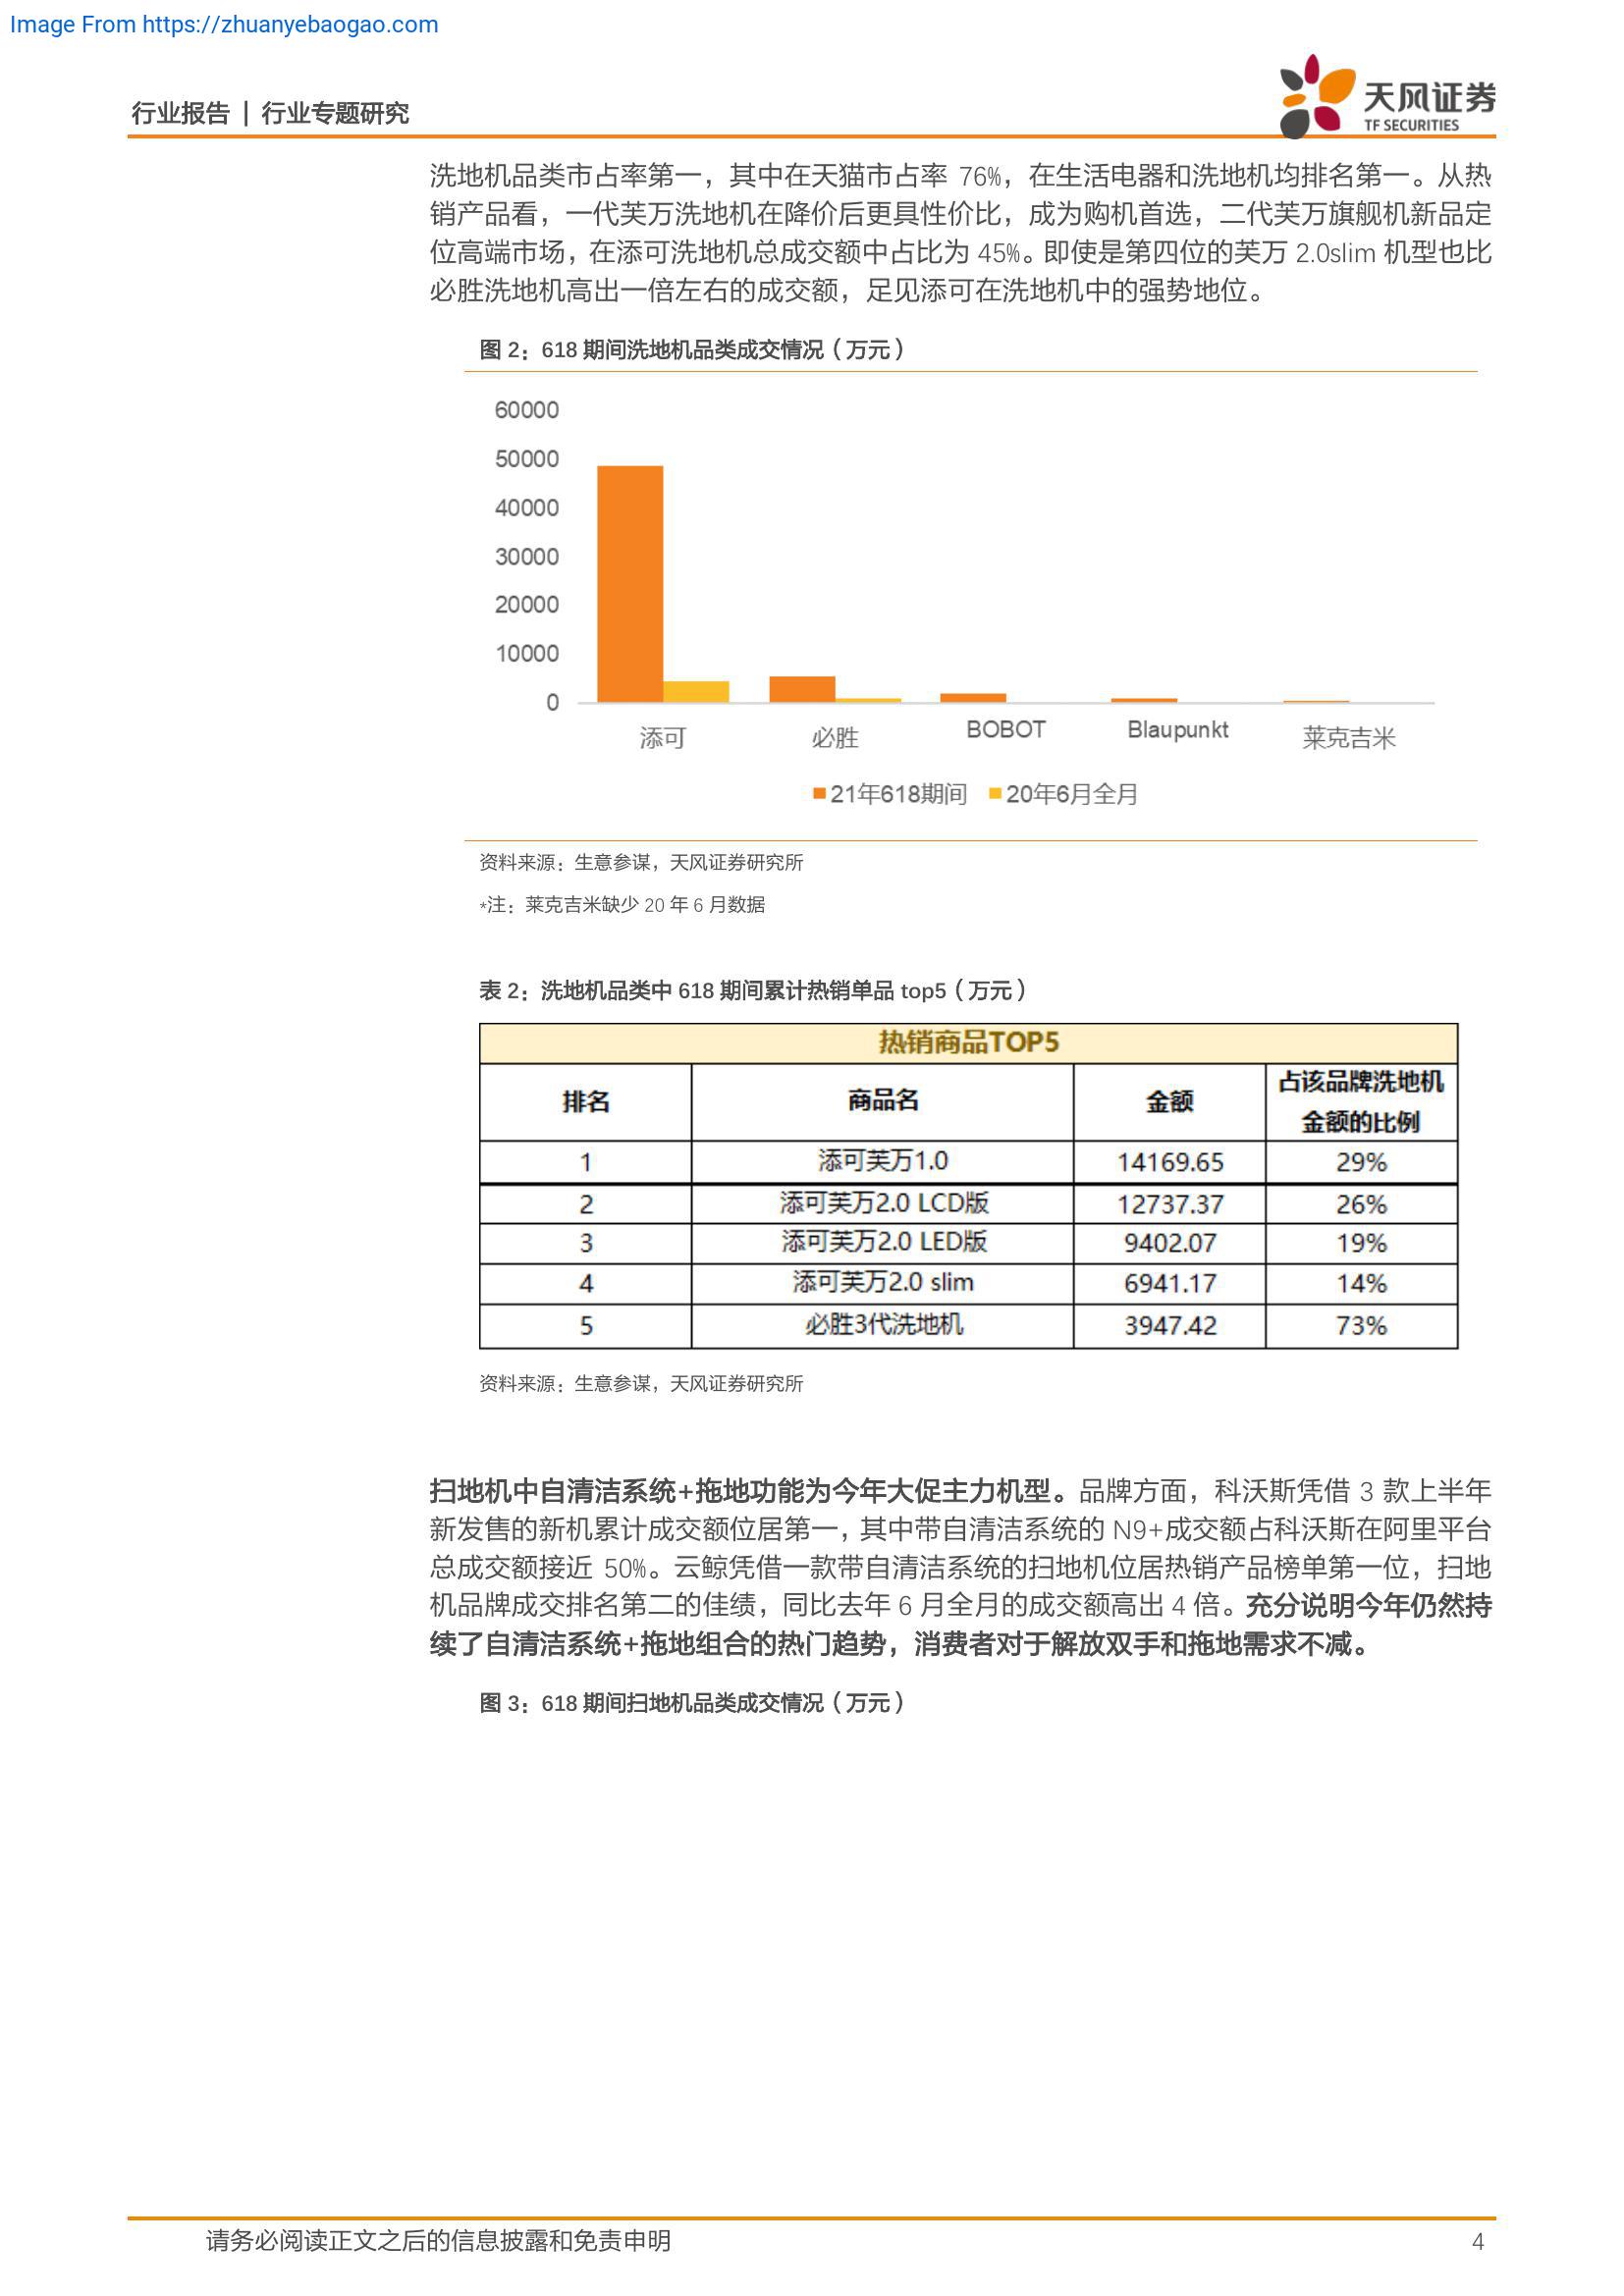 Image From https://zhuanyebaogao.com
行业报告 | 行业专题研究
天风证券
TF SECURITIES
洗地机品类市占率第一，其中在天猫市占率 76%，在生活电器和洗地机均排名第一。从热
销产品看，一代芙万洗地机在降价后更具性价比，成为购机首选，二代芙万旗舰机新品定
位高端市场，在添可洗地机总成交额中占比为 45%。即使是第四位的芙万 2.0slim 机型也比
必胜洗地机高出一倍左右的成交额，足见添可在洗地机中的强势地位。
图 2：618 期间洗地机品类成交情况（万元）
60000
50000
40000
30000
20000
10000
0
添可 必胜 BOBOT Blaupunkt 莱克吉米
21年618期间 20年6月全月
资料来源：生意参谋，天风证券研究所
*注：莱克吉米缺少 20 年 6 月数据
表 2：洗地机品类中 618 期间累计热销单品 top5（万元）
热销商品TOP5
排名 商品名 金额 占该品牌洗地机
金额的比例
1 添可芙万1.0 14169.65 29%
2 添可芙万2.0 LCD版 12737.37 26%
3 添可芙万2.0 LED版 9402.07 19%
4 添可芙万2.0 slim 6941.17 14%
5 必胜3代洗地机 3947.42 73%
资料来源：生意参谋，天风证券研究所
扫地机中自清洁系统+拖地功能为今年大促主力机型。品牌方面，科沃斯凭借 3 款上半年
新发售的新机累计成交额位居第一，其中带自清洁系统的 N9+成交额占科沃斯在阿里平台
总成交额接近 50%。云鲸凭借一款带自清洁系统的扫地机位居热销产品榜单第一位，扫地
机品牌成交排名第二的佳绩，同比去年 6 月全月的成交额高出 4 倍。充分说明今年仍然持
续了自清洁系统+拖地组合的热门趋势，消费者对于解放双手和拖地需求不减。
图 3：618 期间扫地机品类成交情况（万元）
请务必阅读正文之后的信息披露和免责申明 4